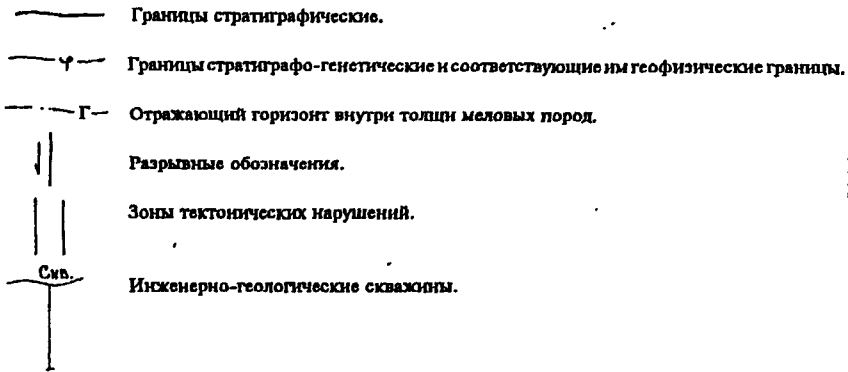 Границы стратиграфические.
φ Границы стратиграфо-генетические и соответствующие им геофизические границы.
Г Отражающий горизонт внутри толщи меловых пород.
Разрывные обозначения.
Зоны тектонических нарушений.
Скв.
Инженерно-геологические скважины.